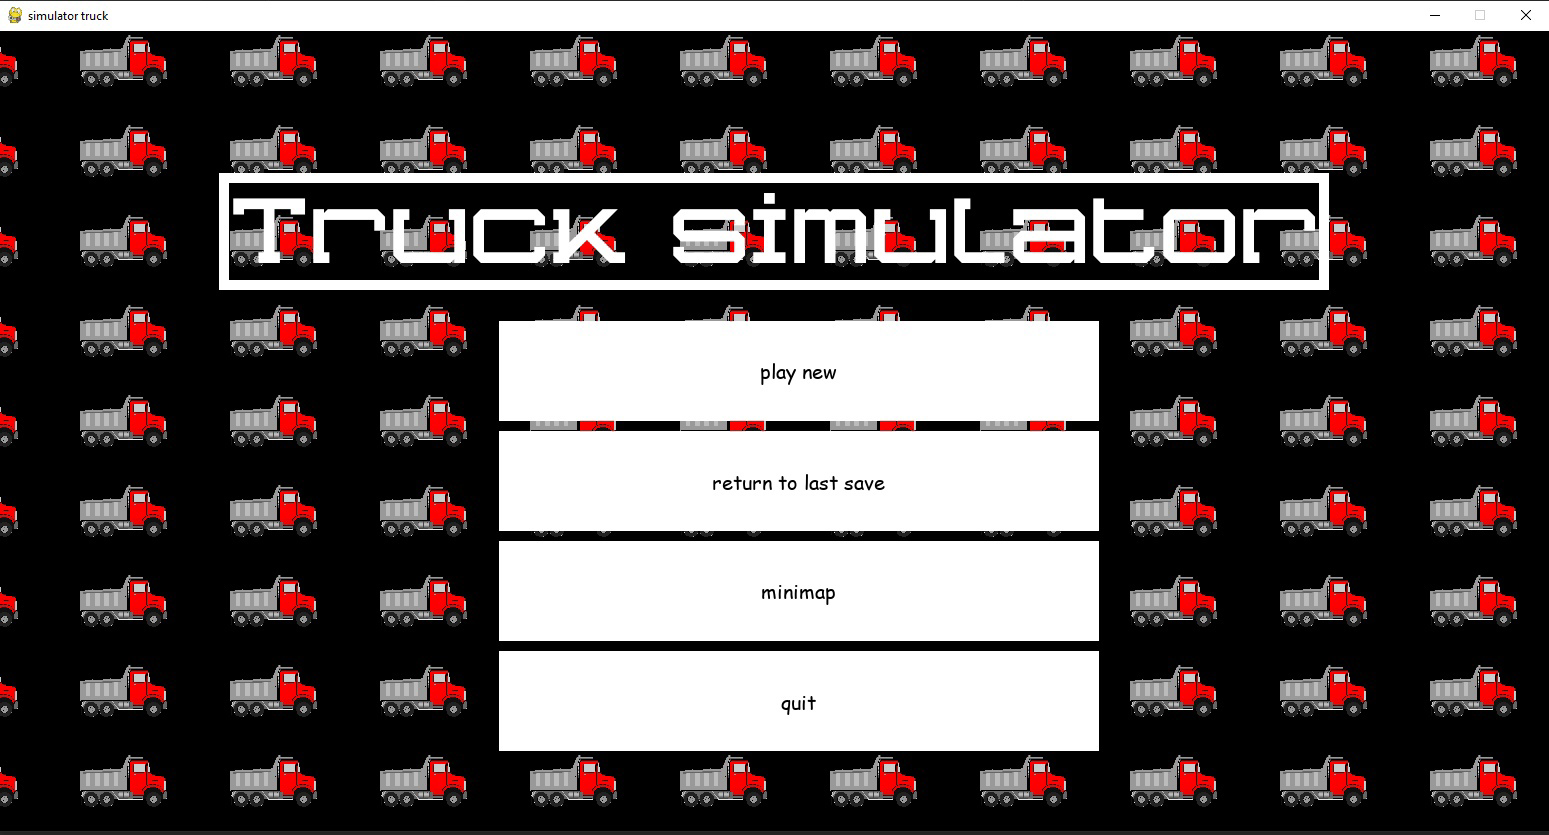 simulator truck
Truck simulator
play new
return to last save
minimap
quit